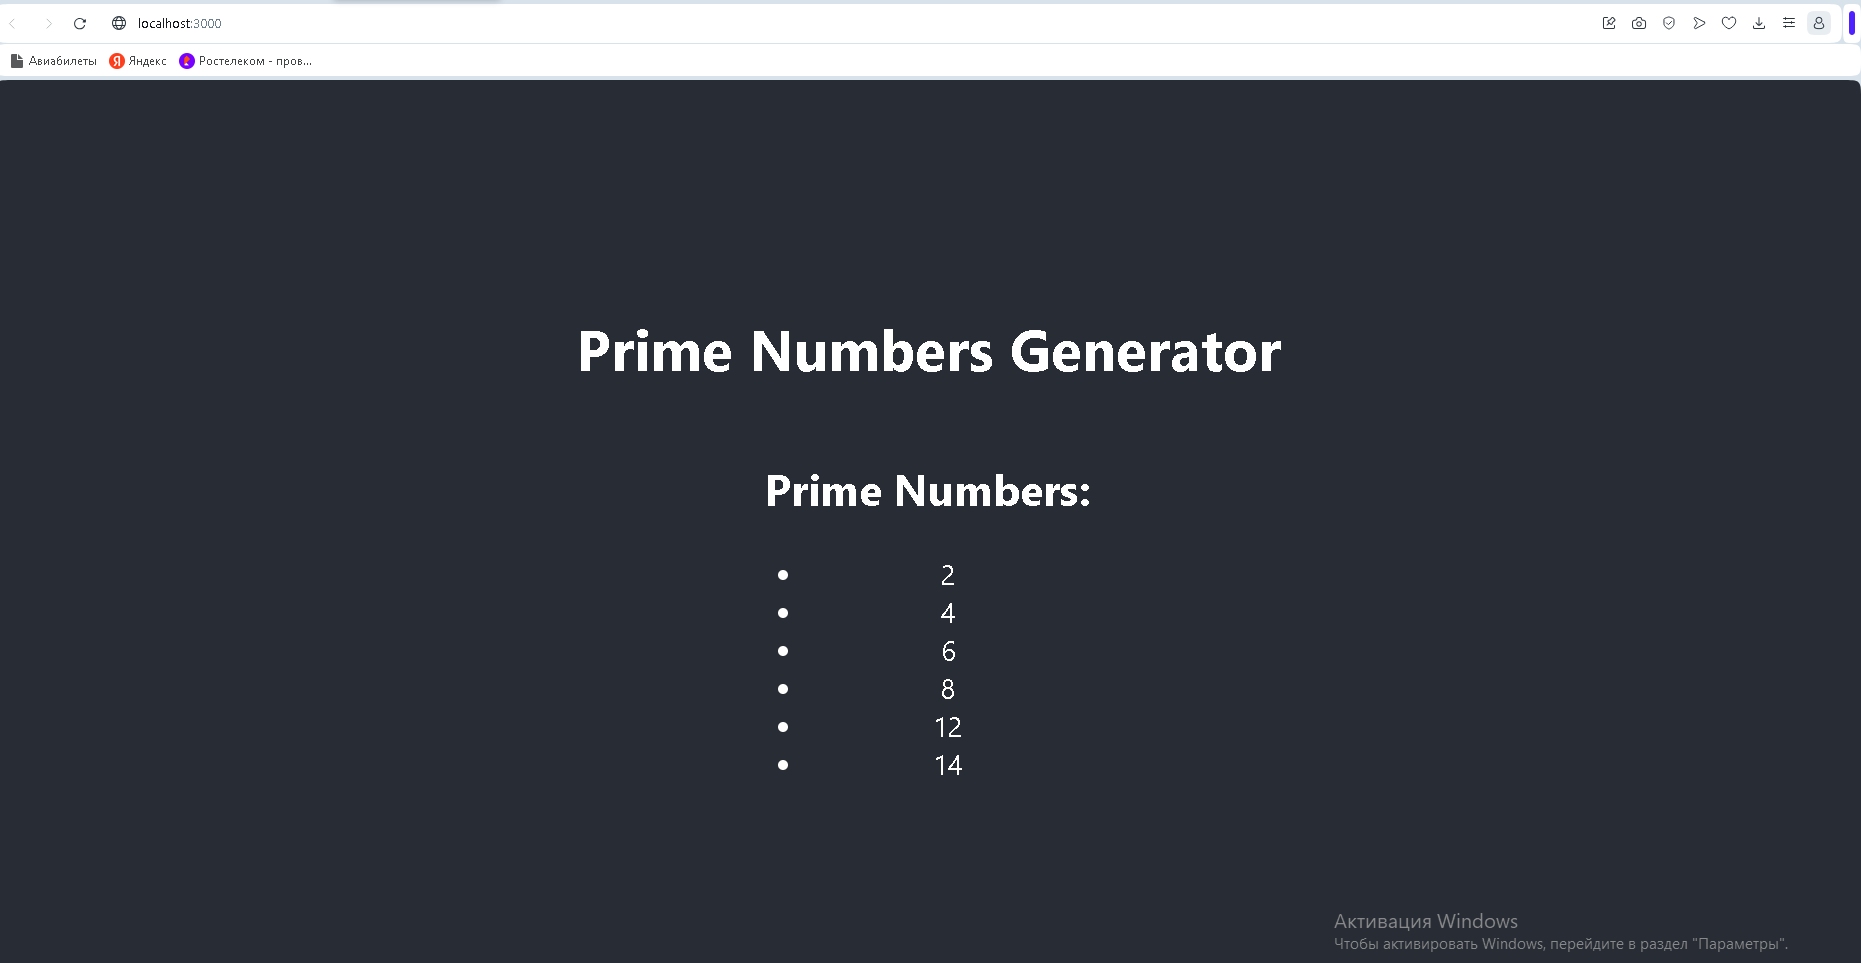 localhost:3000
Авиабилеты Яндекс Ростелеком - пров...
Prime Numbers Generator
Prime Numbers:
2
4
6
8
12
14
Активация Windows
Чтобы активировать Windows, перейдите в раздел "Параметры".